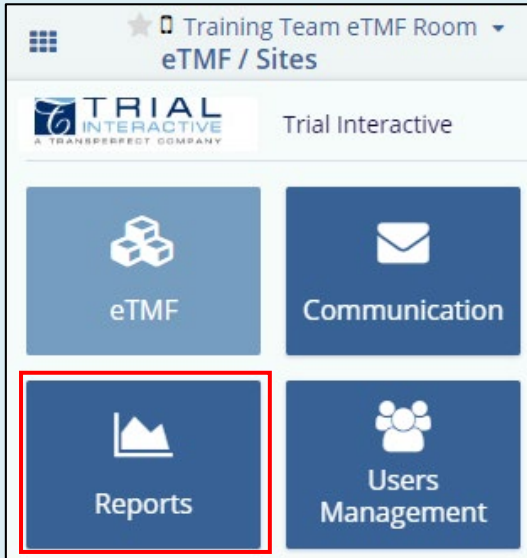 Training Team eTMF Room
eTMF / Sites
TRIAL
INTERACTIVE
A TRANSPERFECT COMPANY
Trial Interactive
eTMF
Communication
Reports
Users
Management